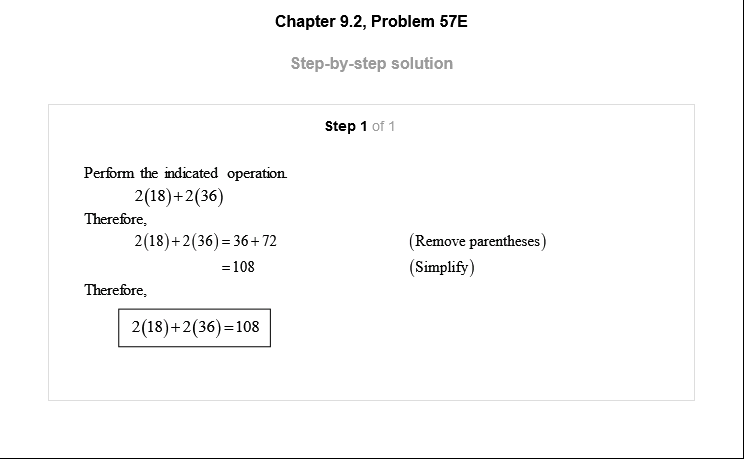 Chapter 9.2, Problem 57E
Step-by-step solution
Step 1 of 1
Perform the indicated operation.
2(18)+2(36)
Therefore,
2(18)+2(36)=36+72 (Remove parentheses)
=108 (Simplify)
Therefore,
2(18)+2(36)=108